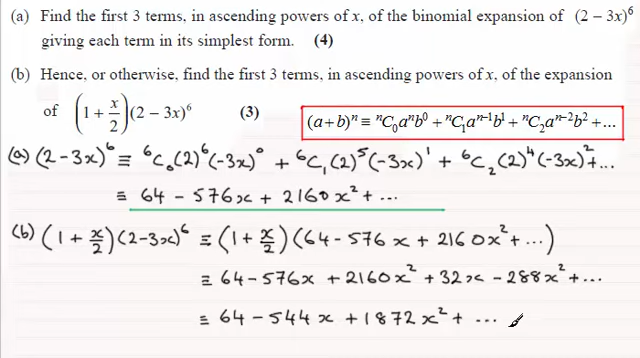 (a) Find the first 3 terms, in ascending powers of x, of the binomial expansion of (2 – 3x)⁶
giving each term in its simplest form. (4)
(b) Hence, or otherwise, find the first 3 terms, in ascending powers of x, of the expansion
of (1 + x/2)(2 – 3x)⁶ (3)
(a+b)ⁿ ≡ ⁿC₀aⁿb⁰ + ⁿC₁aⁿ⁻¹b¹ + ⁿC₂aⁿ⁻²b² + ...
(a) (2-3x)⁶ ≡ ⁶C₀(2)⁶(-3x)⁰ + ⁶C₁(2)⁵(-3x)¹ + ⁶C₂(2)⁴(-3x)² + ...
≡ 64 - 576x + 2160x² + ...
(b) (1 + x/2)(2-3x)⁶ ≡ (1 + x/2)(64 - 576x + 2160x² + ...)
≡ 64 - 576x + 2160x² + 32x - 288x² + ...
≡ 64 - 544x + 1872x² + ...